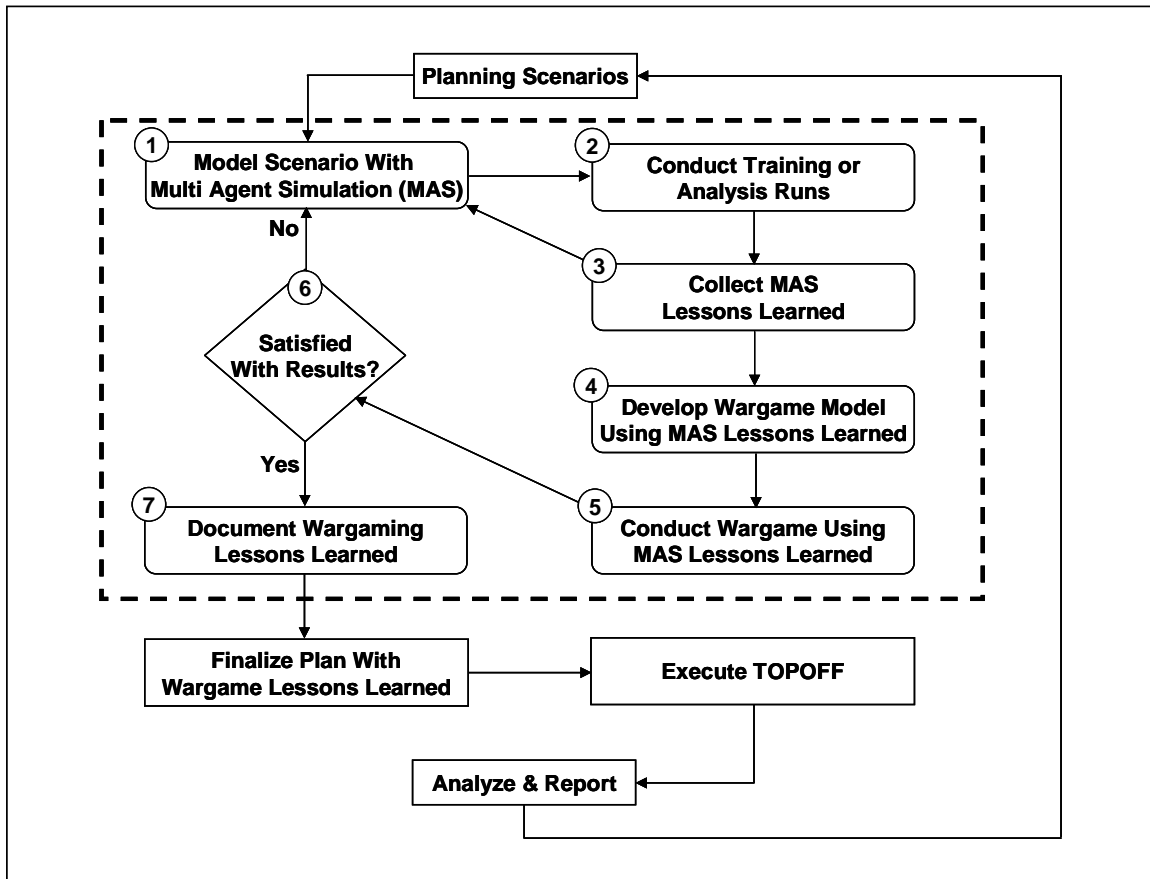 Planning Scenarios
1
Model Scenario With
Multi Agent Simulation (MAS)
2
Conduct Training or
Analysis Runs
No
3
Collect MAS
Lessons Learned
6
Satisfied
With Results?
4
Develop Wargame Model
Using MAS Lessons Learned
Yes
7
Document Wargaming
Lessons Learned
5
Conduct Wargame Using
MAS Lessons Learned
Finalize Plan With
Wargame Lessons Learned
Execute TOPOFF
Analyze & Report